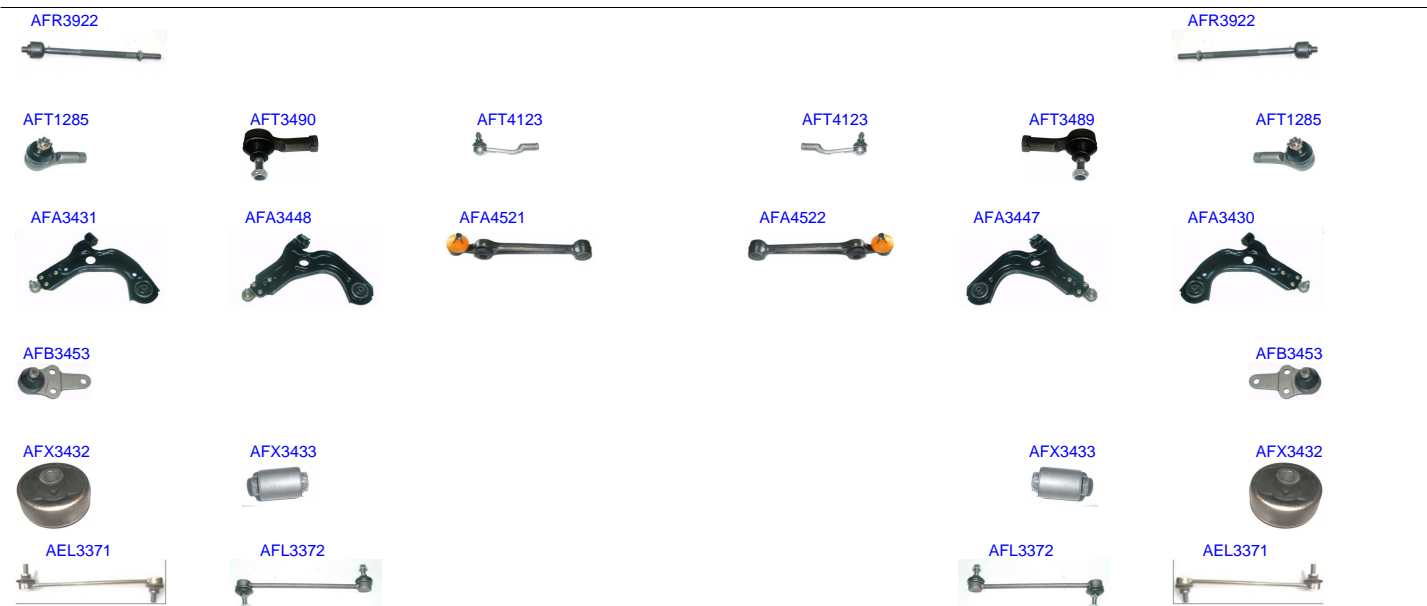 AFR3922 AFR3922
AFT1285 AFT3490 AFT4123 AFT4123 AFT3489 AFT1285
AFA3431 AFA3448 AFA4521 AFA4522 AFA3447 AFA3430
AFB3453 AFB3453
AFX3432 AFX3433 AFX3433 AFX3432
AEL3371 AFL3372 AFL3372 AEL3371